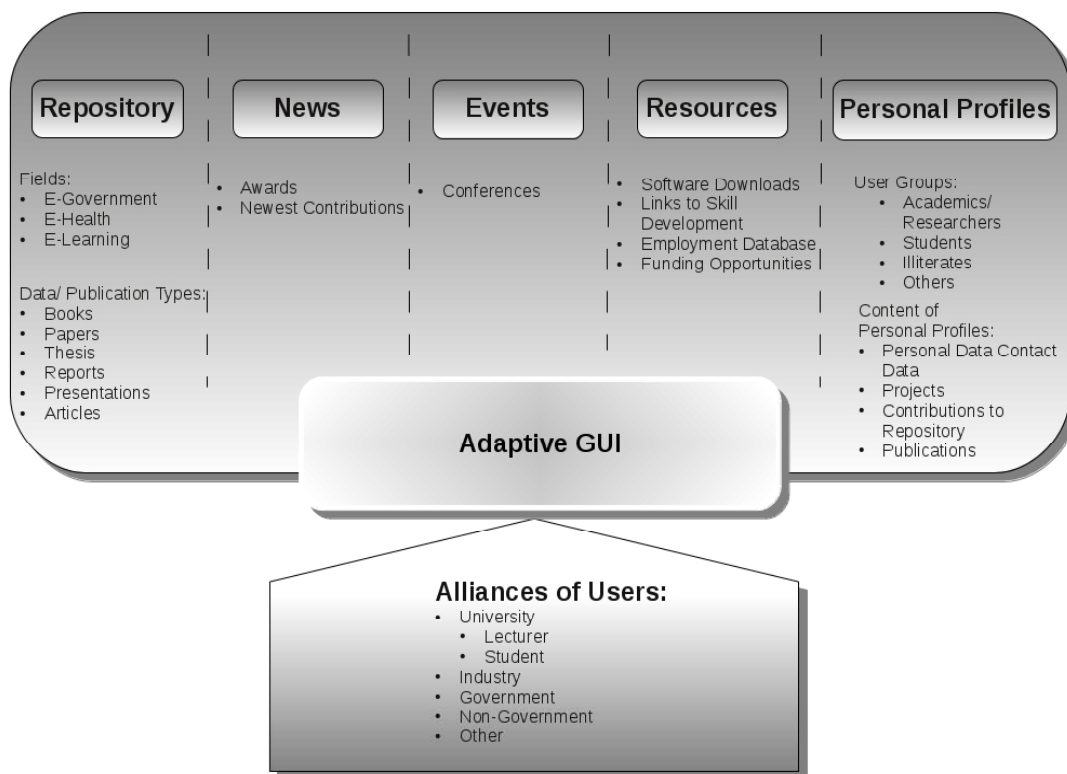 Repository
Fields:
• E-Government
• E-Health
• E-Learning
Data/ Publication Types:
• Books
• Papers
• Thesis
• Reports
• Presentations
• Articles
News
• Awards
• Newest Contributions
Events
• Conferences
Resources
• Software Downloads
• Links to Skill
Development
• Employment Database
• Funding Opportunities
Personal Profiles
User Groups:
• Academics/
Researchers
• Students
• Illiterates
• Others
Content of
Personal Profiles:
• Personal Data Contact
Data
• Projects
• Contributions to
Repository
• Publications
Adaptive GUI
Alliances of Users:
• University
• Lecturer
• Student
• Industry
• Government
• Non-Government
• Other